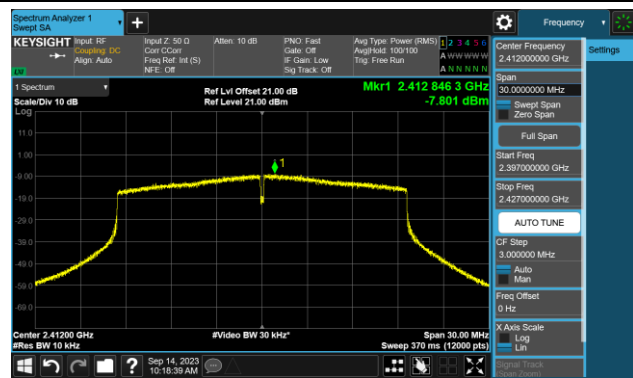 Spectrum Analyzer 1
Swept SA
Frequency
KEYSIGHT
Input: RF
Coupling: DC
Align: Auto
Input Z: 50 Ω
Corr CCorr
Freq Ref: Int (S)
NFE: Off
Atten: 10 dB
PNO: Fast
Gate: Off
IF Gain: Low
Sig Track: Off
Avg Type: Power (RMS)
Avg|Hold: 100/100
Trig: Free Run
1 2 3 4 5 6
A W W W W W
A N N N N N
1 Spectrum
Scale/Div 10 dB
Log
Ref Lvl Offset 21.00 dB
Ref Level 21.00 dBm
Mkr1 2.412 846 3 GHz
-7.801 dBm
11.0
1.00
-9.00
-19.0
-29.0
-39.0
-49.0
-59.0
-69.0
1
Center 2.41200 GHz
#Res BW 10 kHz
#Video BW 30 kHz*
Span 30.00 MHz
Sweep 370 ms (12000 pts)
Sep 14, 2023
10:18:39 AM
Center Frequency
2.412000000 GHz
Settings
Span
30.0000000 MHz
Swept Span
Zero Span
Full Span
Start Freq
2.397000000 GHz
Stop Freq
2.427000000 GHz
AUTO TUNE
CF Step
3.000000 MHz
Auto
Man
Freq Offset
0 Hz
X Axis Scale
Log
Lin
Signal Track
(Span Zoom)